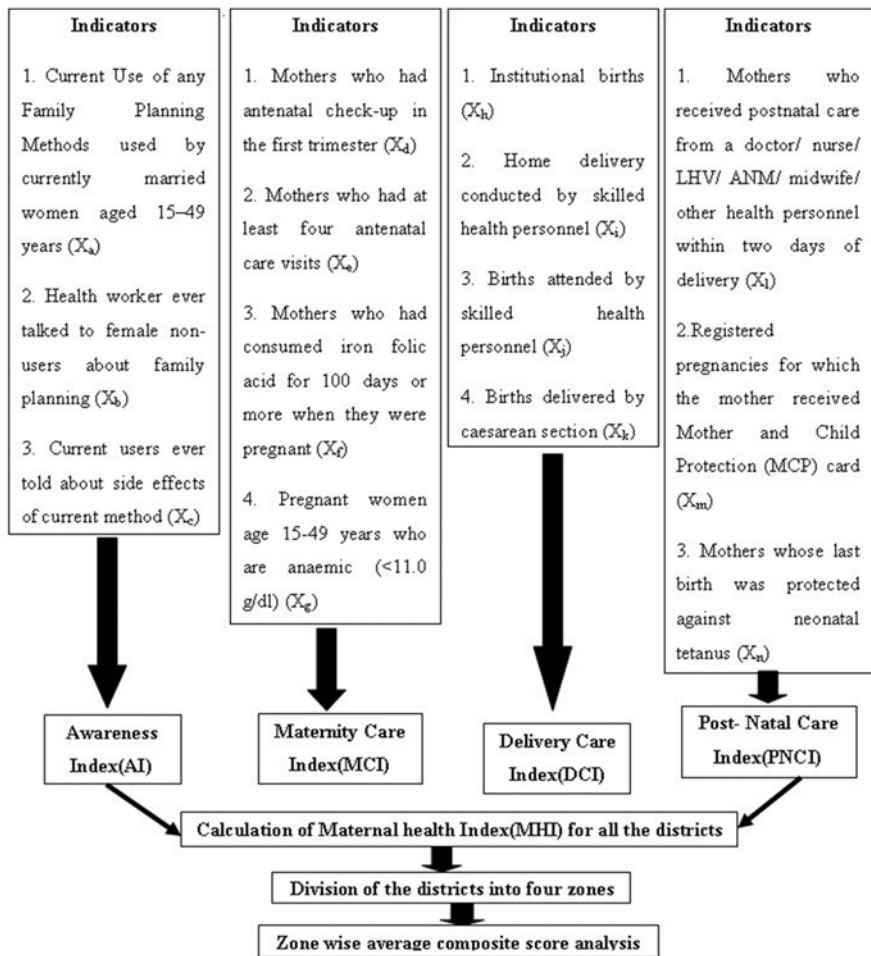 Indicators
1. Current Use of any
Family Planning
Methods used by
currently married
women aged 15–49
years (Xa)
2. Health worker ever
talked to female non-
users about family
planning (Xb)
3. Current users ever
told about side effects
of current method (Xc)
Indicators
1. Mothers who had
antenatal check-up in
the first trimester (Xd)
2. Mothers who had at
least four antenatal
care visits (Xe)
3. Mothers who had
consumed iron folic
acid for 100 days or
more when they were
pregnant (Xf)
4. Pregnant women
age 15-49 years who
are anaemic (<11.0
g/dl) (Xg)
Indicators
1. Institutional births
(Xh)
2. Home delivery
conducted by skilled
health personnel (Xi)
3. Births attended by
skilled health
personnel (Xj)
4. Births delivered by
caesarean section (Xk)
Indicators
1. Mothers who
received postnatal care
from a doctor/ nurse/
LHV/ ANM/ midwife/
other health personnel
within two days of
delivery (Xl)
2.Registered
pregnancies for which
the mother received
Mother and Child
Protection (MCP) card
(Xm)
3. Mothers whose last
birth was protected
against neonatal
tetanus (Xn)
Awareness
Index(AI)
Maternity Care
Index(MCI)
Delivery Care
Index(DCI)
Post- Natal Care
Index(PNCI)
Calculation of Maternal health Index(MHI) for all the districts
Division of the districts into four zones
Zone wise average composite score analysis